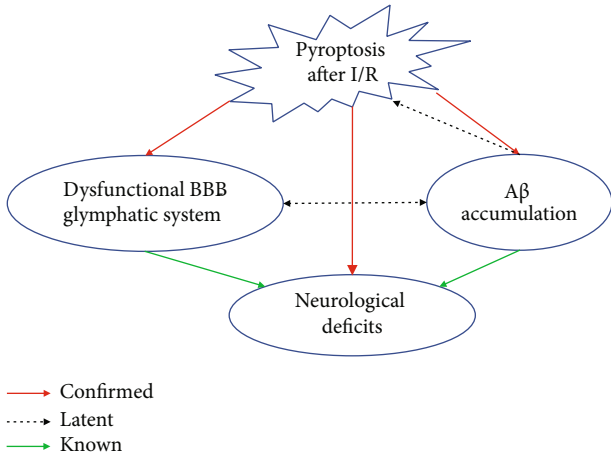 Pyroptosis
after I/R
Dysfunctional BBB
glymphatic system
Aβ
accumulation
Neurological
deficits
Confirmed
Latent
Known